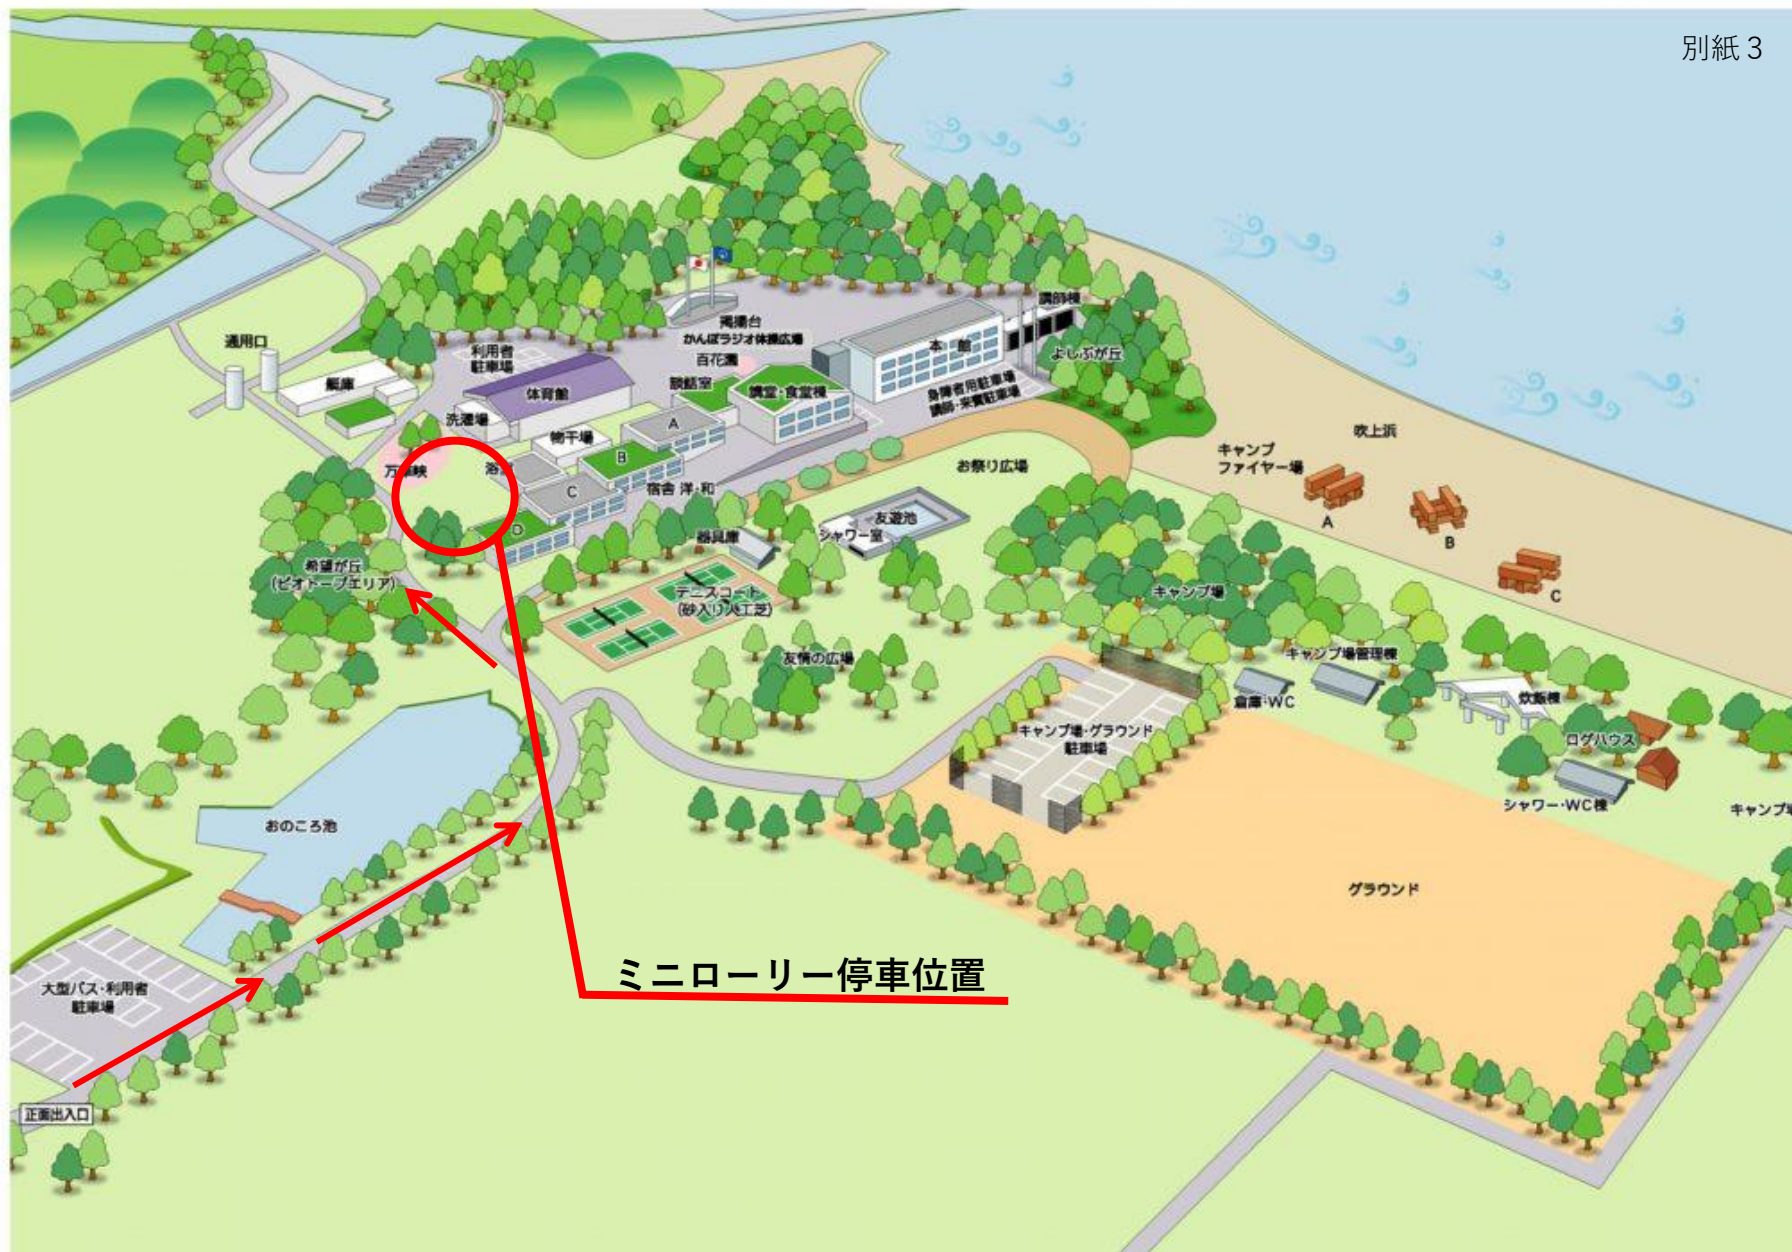 別紙３
通用口
艇庫
利用者
駐車場
掲揚台
かんぽラジオ体操広場
百花園
談話室
講堂・食堂棟
本館
講師棟
よしぶが丘
身障者用駐車場
講師・来賓駐車場
体育館
洗濯場
物干場
A
B
C
D
宿舎 洋・和
お祭り広場
キャンプ
ファイヤー場
吹上浜
A
B
C
希望が丘
(ビオトープエリア)
器具庫
シャワー室
友遊池
テニスコート
(砂入り人工芝)
友情の広場
キャンプ場
キャンプ場管理棟
倉庫・WC
炊飯棟
ログハウス
シャワー・WC棟
キャンプ場・グラウンド
駐車場
グラウンド
おのころ池
大型バス・利用者
駐車場
正面出入口
ミニローリー停車位置